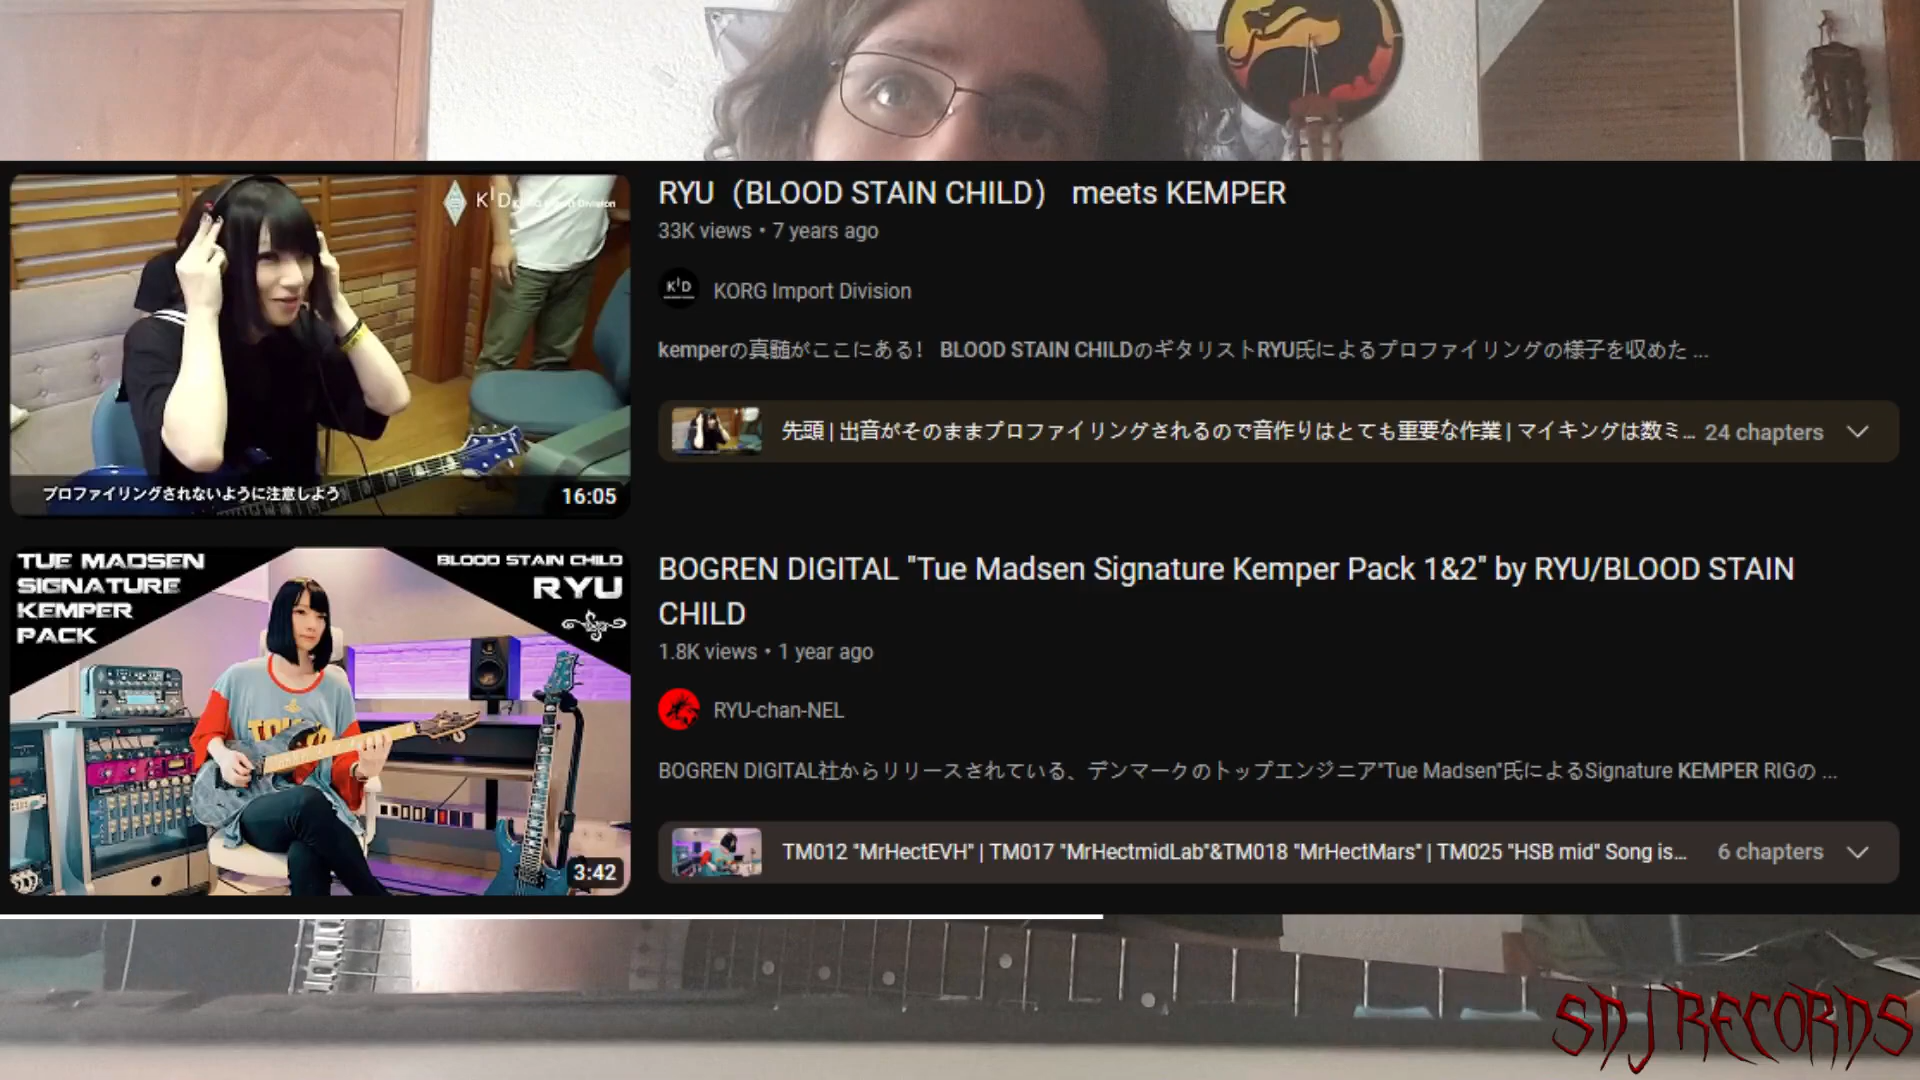 KID KORG Import Division
プロファイリングされないように注意しよう
16:05
RYU（BLOOD STAIN CHILD） meets KEMPER
33K views • 7 years ago
KID
KORG Import Division
kemperの真髄がここにある！ BLOOD STAIN CHILDのギタリストRYU氏によるプロファイリングの様子を収めた ...
先頭 | 出音がそのままプロファイリングされるので音作りはとても重要な作業 | マイキングは数ミ... 24 chapters
TUE MADSEN
SIGNATURE
KEMPER
PACK
BLOOD STAIN CHILD
RYU
3:42
BOGREN DIGITAL "Tue Madsen Signature Kemper Pack 1&2" by RYU/BLOOD STAIN
CHILD
1.8K views • 1 year ago
RYU-chan-NEL
BOGREN DIGITAL社からリリースされている、デンマークのトップエンジニア"Tue Madsen"氏によるSignature KEMPER RIGの ...
TM012 "MrHectEVH" | TM017 "MrHectmidLab"&TM018 "MrHectMars" | TM025 "HSB mid" Song is... 6 chapters
SDJ RECORDS